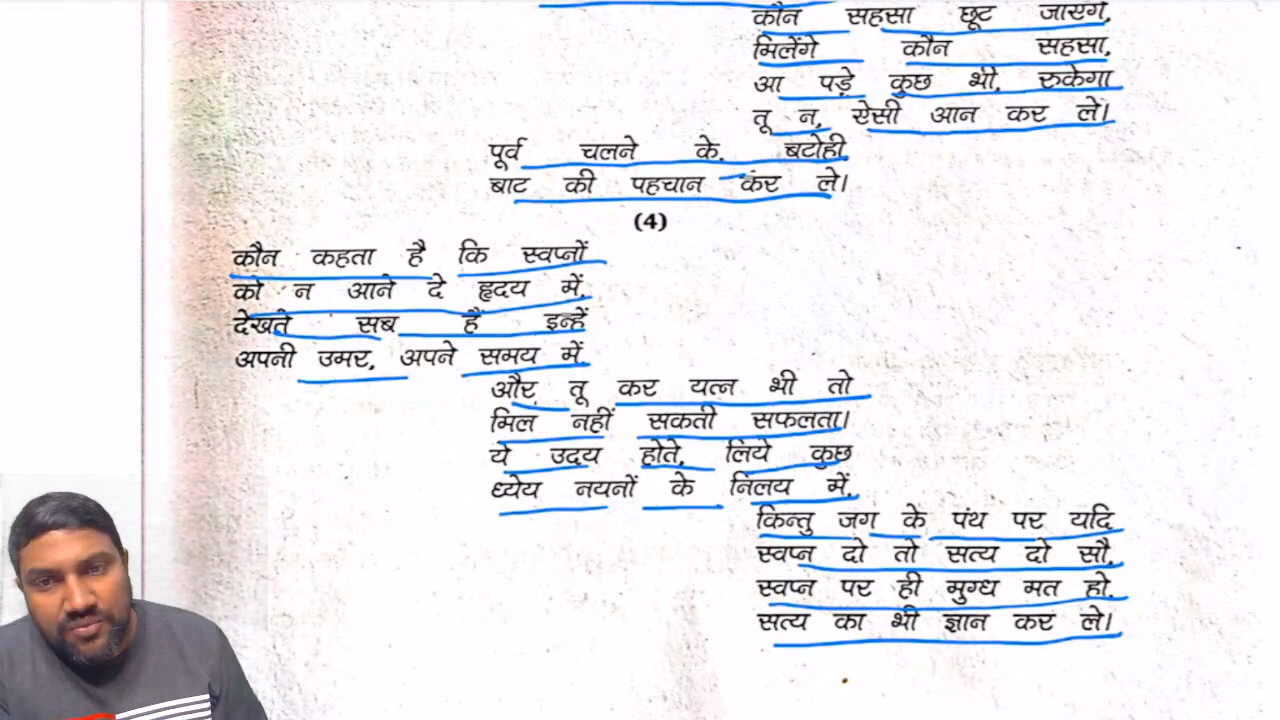 कौन सहसा छूट जाएंगे,
मिलेंगे कौन सहसा,
आ पड़े कुछ भी, रुकेगा
तू न, ऐसी आन कर ले।
पूर्व चलने के, बटोही
बाट की पहचान कर ले।
(4)
कौन कहता है कि स्वप्नों
को न आने दे हृदय में,
देखते सब हैं इन्हें
अपनी उमर, अपने समय में,
और तू कर यत्न भी तो
मिल नहीं सकती सफलता।
ये उदय होते, लिये कुछ
ध्येय नयनों के निलय में,
किन्तु जग के पंथ पर यदि
स्वप्न दो तो सत्य दो सौ,
स्वप्न पर ही मुग्ध मत हो,
सत्य का भी ज्ञान कर ले।